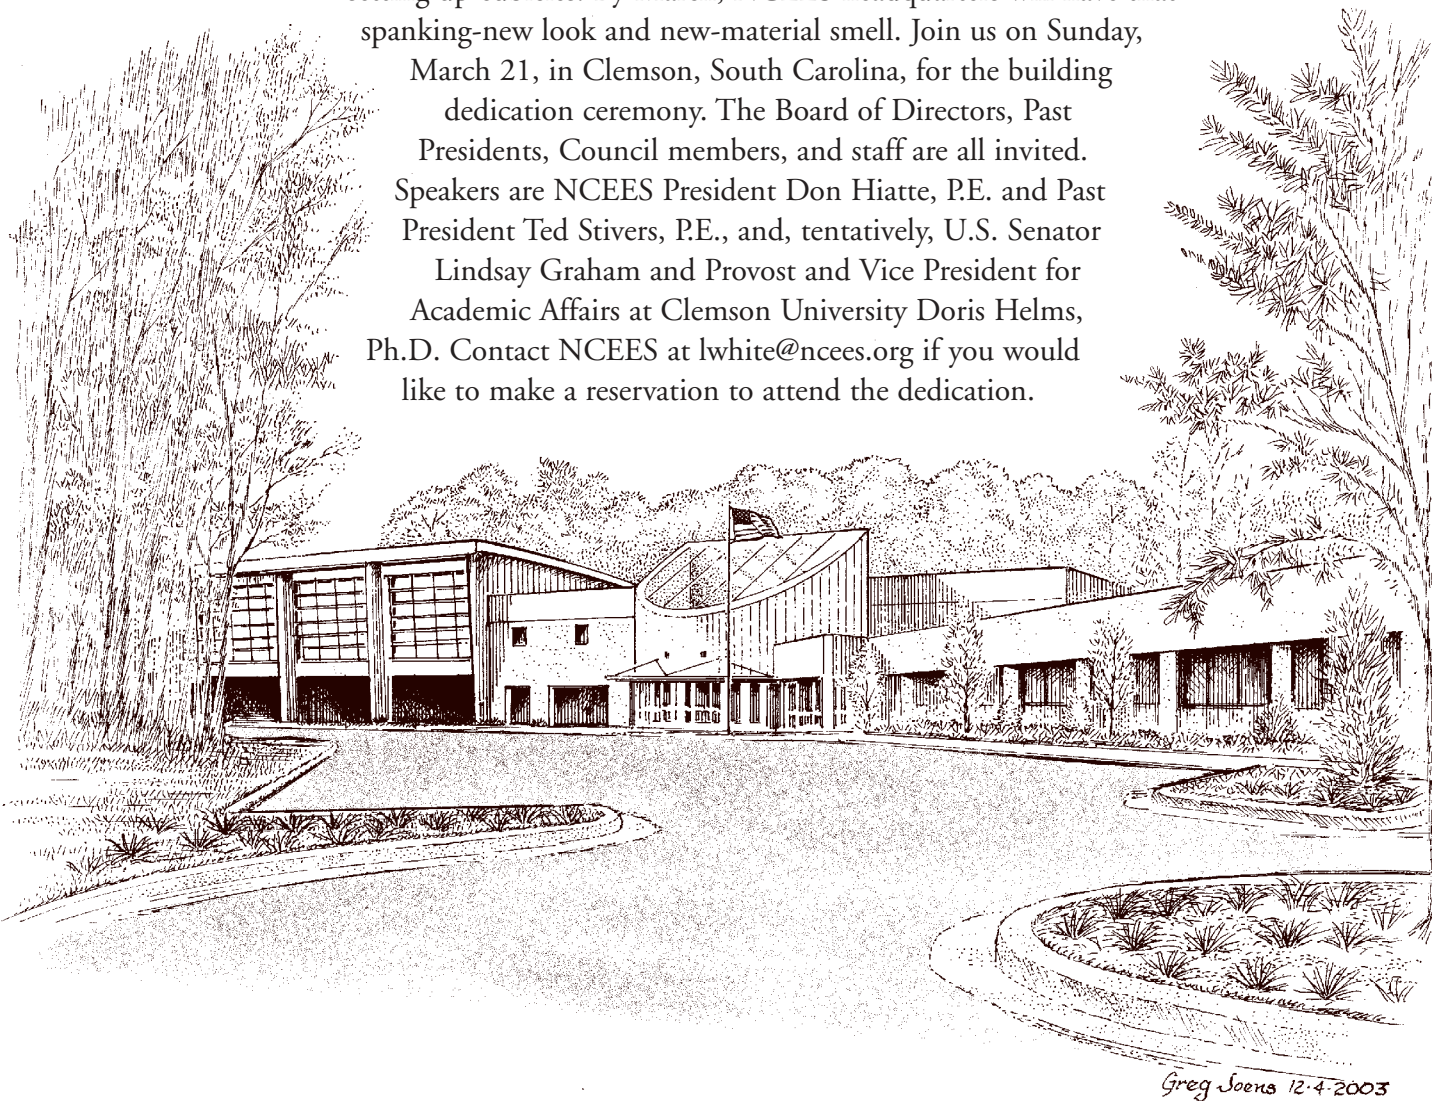 spanking-new look and new-material smell. Join us on Sunday,
March 21, in Clemson, South Carolina, for the building
dedication ceremony. The Board of Directors, Past
Presidents, Council members, and staff are all invited.
Speakers are NCEES President Don Hiatte, P.E. and Past
President Ted Stivers, P.E., and, tentatively, U.S. Senator
Lindsay Graham and Provost and Vice President for
Academic Affairs at Clemson University Doris Helms,
Ph.D. Contact NCEES at lwhite@ncees.org if you would
like to make a reservation to attend the dedication.
Greg Soens 12·4·2003